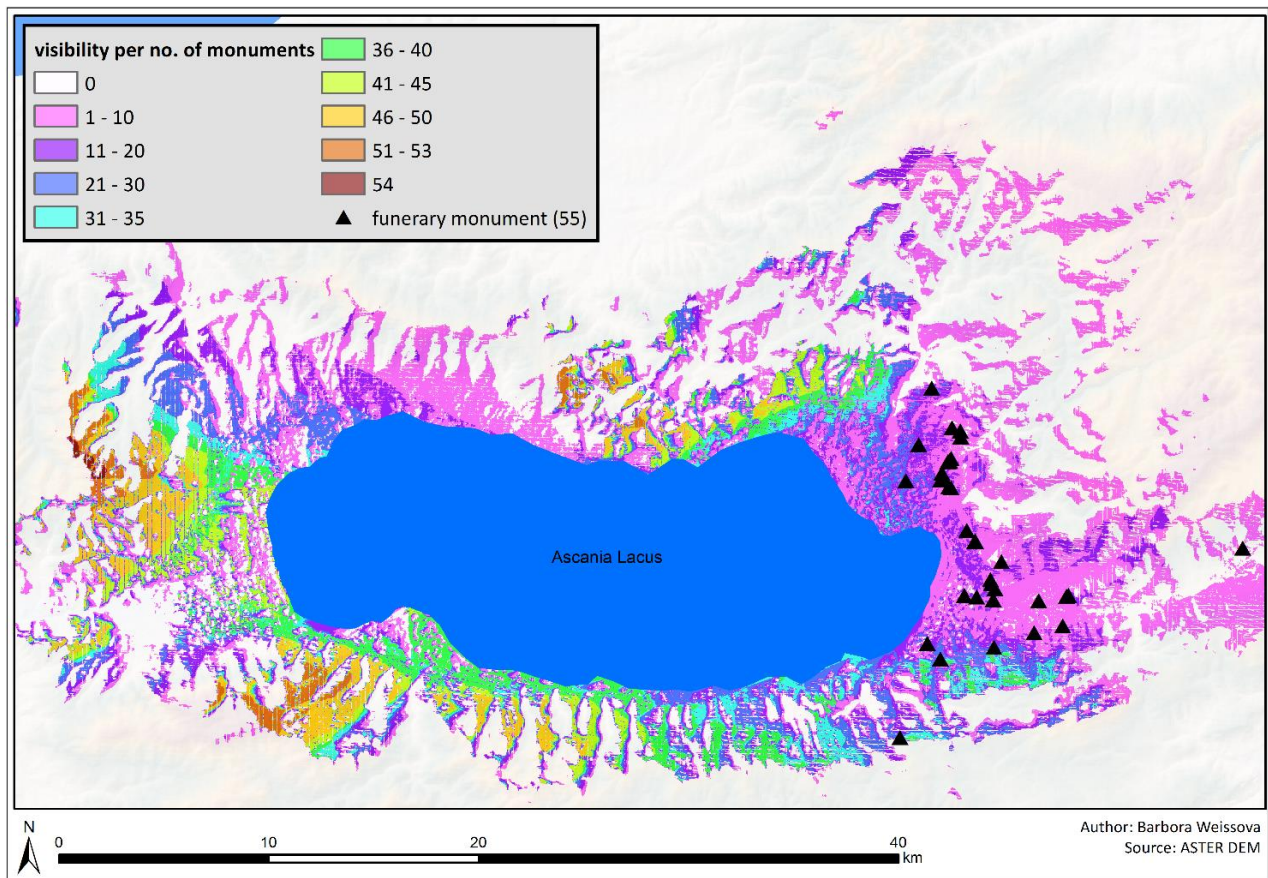 visibility per no. of monuments
0
1 - 10
11 - 20
21 - 30
31 - 35
36 - 40
41 - 45
46 - 50
51 - 53
54
funerary monument (55)
Ascania Lacus
N
0 10 20 40
km
Author: Barbora Weissova
Source: ASTER DEM